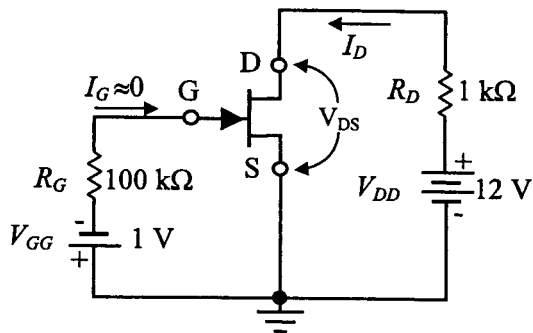 I_D
D
I_G≈0
G
V_DS
R_D
1 kΩ
S
R_G
100 kΩ
+
V_DD
12 V
-
-
V_GG
1 V
+